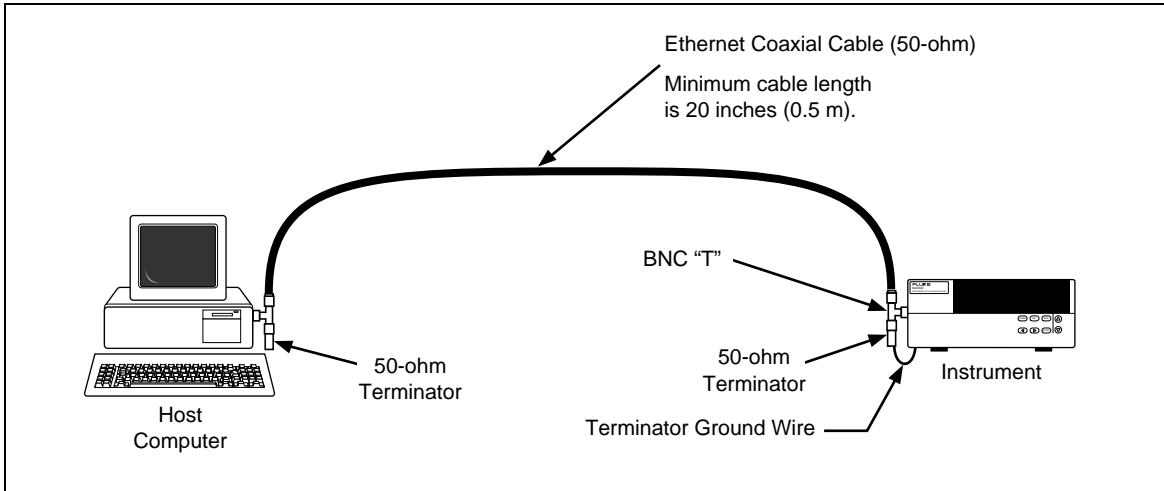 Ethernet Coaxial Cable (50-ohm)
Minimum cable length
is 20 inches (0.5 m).
BNC “T”
FLUKE
50-ohm
Terminator
50-ohm
Terminator
Instrument
Host
Computer
Terminator Ground Wire